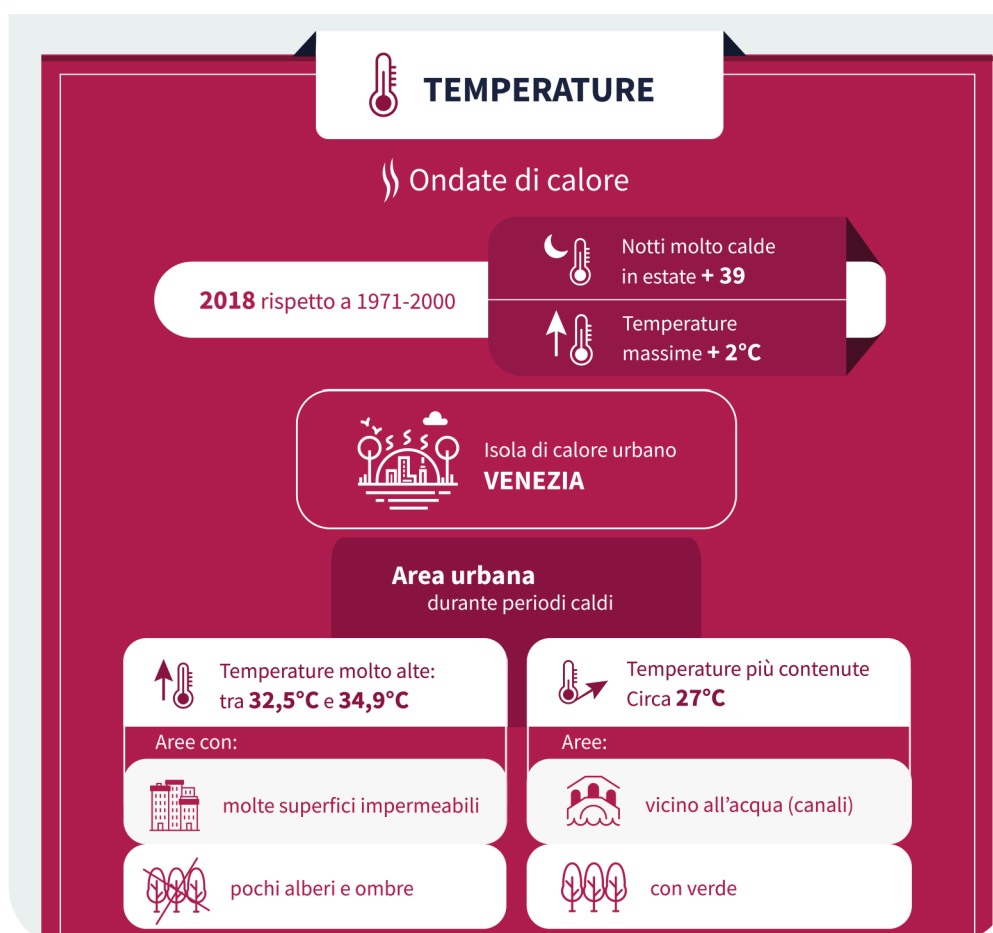 TEMPERATURE
Ondate di calore
2018 rispetto a 1971-2000
Notti molto calde
in estate + 39
Temperature
massime + 2°C
Isola di calore urbano
VENEZIA
Area urbana
durante periodi caldi
Temperature molto alte:
tra 32,5°C e 34,9°C
Aree con:
molte superfici impermeabili
pochi alberi e ombre
Temperature più contenute
Circa 27°C
Aree:
vicino all'acqua (canali)
con verde